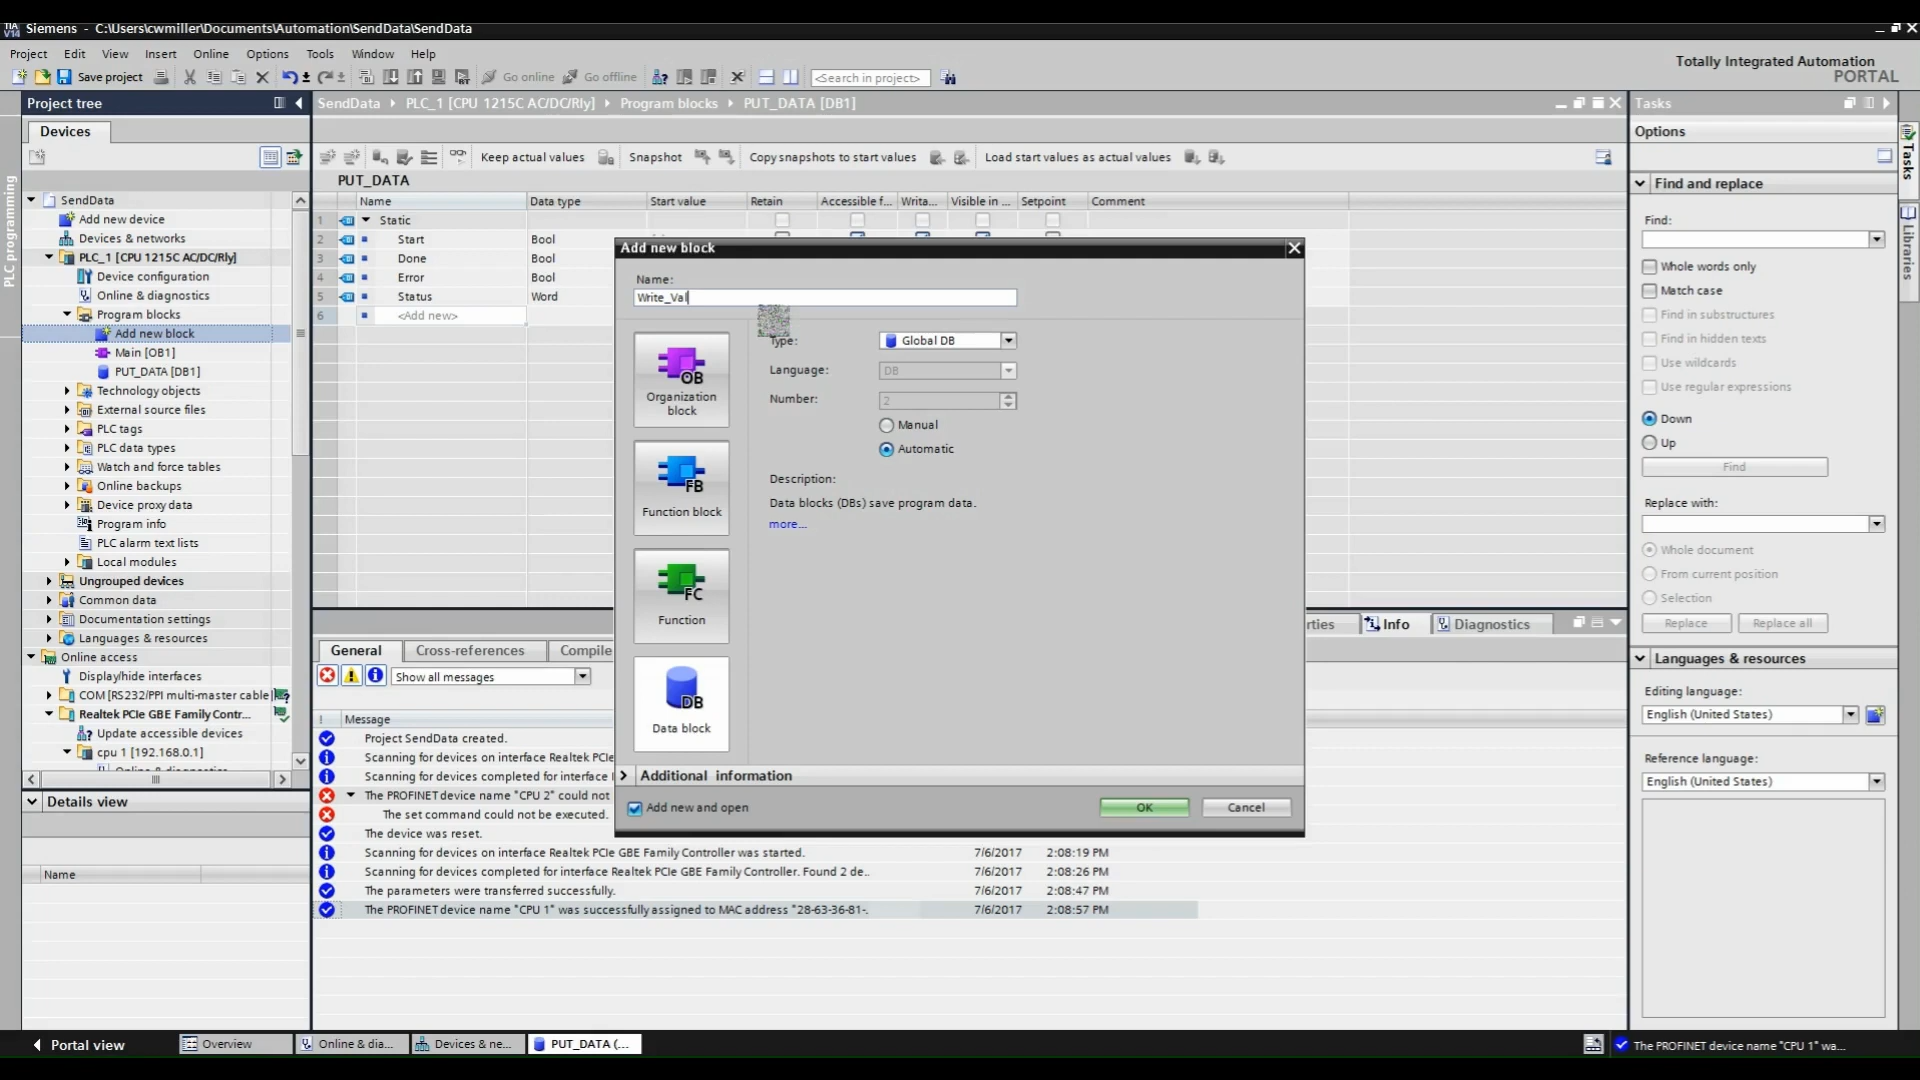 Siemens - C:\Users\cwmiller\Documents\Automation\SendData\SendData
Project Edit View Insert Online Options Tools Window Help
Totally Integrated Automation
PORTAL
Save project Go online Go offline <Search in project>
Project tree
SendData PLC_1 [CPU 1215C AC/DC/Rly] Program blocks PUT_DATA [DB1]
Tasks
Devices
Options
Keep actual values Snapshot Copy snapshots to start values Load start values as actual values
PUT_DATA
Name Data type Start value Retain Accessible f... Writa... Visible in ... Setpoint Comment
1 Static
2 Start Bool
3 Done Bool
4 Error Bool
5 Status Word
6 <Add new>
PLC programming
SendData
Add new device
Devices & networks
PLC_1 [CPU 1215C AC/DC/Rly]
Device configuration
Online & diagnostics
Program blocks
Add new block
Main [OB1]
PUT_DATA [DB1]
Technology objects
External source files
PLC tags
PLC data types
Watch and force tables
Online backups
Device proxy data
Program info
PLC alarm text lists
Local modules
Ungrouped devices
Common data
Documentation settings
Languages & resources
Online access
Display/hide interfaces
COM [RS232/PPI multi-master cable]
Realtek PCIe GBE Family Contr...
Update accessible devices
cpu 1 [192.168.0.1]
Online & diagnostics
Details view
Name
Add new block
Name:
Write_Val
OB
Organization
block
FB
Function block
FC
Function
DB
Data block
Type: Global DB
Language: DB
Number: 2
Manual
Automatic
Description:
Data blocks (DBs) save program data.
more...
Additional information
Add new and open
OK Cancel
rties Info Diagnostics
General Cross-references Compile
Show all messages
! Message
Project SendData created.
Scanning for devices on interface Realtek PCIe
Scanning for devices completed for interface
The PROFINET device name "CPU 2" could not
The set command could not be executed.
The device was reset.
Scanning for devices on interface Realtek PCIe GBE Family Controller was started. 7/6/2017 2:08:19 PM
Scanning for devices completed for interface Realtek PCIe GBE Family Controller. Found 2 de.. 7/6/2017 2:08:26 PM
The parameters were transferred successfully. 7/6/2017 2:08:47 PM
The PROFINET device name "CPU 1" was successfully assigned to MAC address "28-63-36-81-. 7/6/2017 2:08:57 PM
Find and replace
Find:
Whole words only
Match case
Find in substructures
Find in hidden texts
Use wildcards
Use regular expressions
Down
Up
Find
Replace with:
Whole document
From current position
Selection
Replace Replace all
Languages & resources
Editing language:
English (United States)
Reference language:
English (United States)
Tasks
Libraries
Portal view Overview Online & dia... Devices & ne... PUT_DATA (... The PROFINET device name "CPU 1" wa...